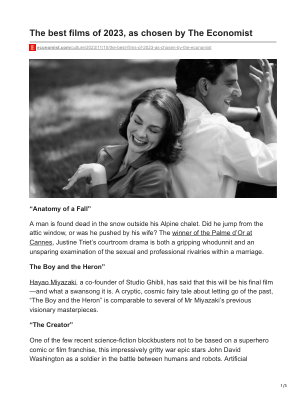 The best films of 2023, as chosen by The Economist
economist.com/culture/2023/11/10/the-best-films-of-2023-as-chosen-by-the-economist
“Anatomy of a Fall”
A man is found dead in the snow outside his Alpine chalet. Did he jump from the
attic window, or was he pushed by his wife? The winner of the Palme d’Or at
Cannes, Justine Triet’s courtroom drama is both a gripping whodunnit and an
unsparing examination of the sexual and professional rivalries within a marriage.
The Boy and the Heron”
Hayao Miyazaki, a co-founder of Studio Ghibli, has said that this will be his final film
—and what a swansong it is. A cryptic, cosmic fairy tale about letting go of the past,
“The Boy and the Heron” is comparable to several of Mr Miyazaki’s previous
visionary masterpieces.
“The Creator”
One of the few recent science-fiction blockbusters not to be based on a superhero
comic or film franchise, this impressively gritty war epic stars John David
Washington as a soldier in the battle between humans and robots. Artificial